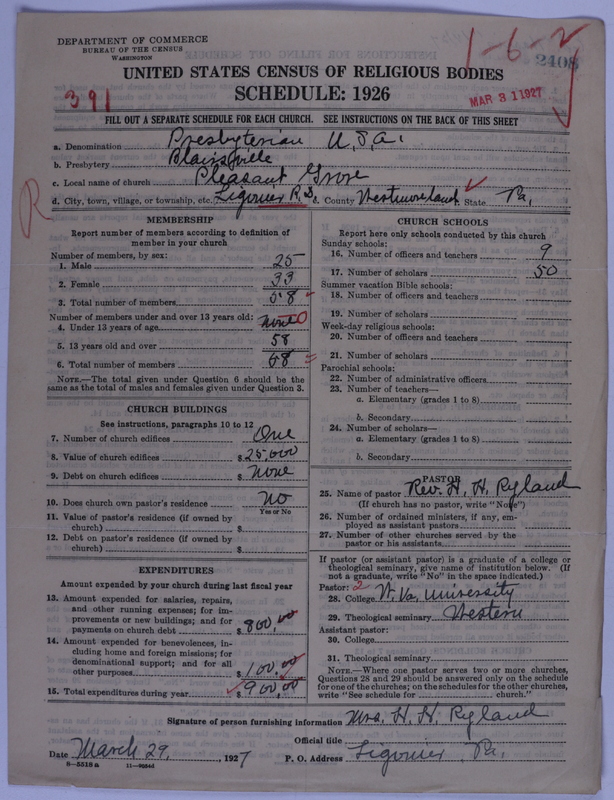 DEPARTMENT OF COMMERCE
BUREAU OF THE CENSUS
WASHINGTON
1-6-2
2408
UNITED STATES CENSUS OF RELIGIOUS BODIES
SCHEDULE: 1926
391
MAR 31 1927
FILL OUT A SEPARATE SCHEDULE FOR EACH CHURCH. SEE INSTRUCTIONS ON THE BACK OF THIS SHEET
a. Denomination Presbyterian U.S.A.
b. Presbytery Blairsville
c. Local name of church Pleasant Grove
d. City, town, village, or township, etc. Ligonier R.3 e. County Westmoreland State Pa.
R
MEMBERSHIP
Report number of members according to definition of member in your church
Number of members, by sex:
1. Male 25
2. Female 33
3. Total number of members 58
Number of members under and over 13 years old:
4. Under 13 years of age None 0
5. 13 years old and over 58
6. Total number of members 58
NOTE.—The total given under Question 6 should be the same as the total of males and females given under Question 3.
CHURCH BUILDINGS
See instructions, paragraphs 10 to 12
7. Number of church edifices One
8. Value of church edifices $25,000
9. Debt on church edifices $ None
10. Does church own pastor's residence No
Yes or No
11. Value of pastor's residence (if owned by church) $
12. Debt on pastor's residence (if owned by church) $
EXPENDITURES
Amount expended by your church during last fiscal year
13. Amount expended for salaries, repairs, and other running expenses; for improvements or new buildings; and for payments on church debt $800,00
14. Amount expended for benevolences, including home and foreign missions; for denominational support; and for all other purposes $100,00
15. Total expenditures during year $900,00
CHURCH SCHOOLS
Report here only schools conducted by this church
Sunday schools:
16. Number of officers and teachers 9
17. Number of scholars 50
Summer vacation Bible schools:
18. Number of officers and teachers
19. Number of scholars
Week-day religious schools:
20. Number of officers and teachers
21. Number of scholars
Parochial schools:
22. Number of administrative officers
23. Number of teachers—
a. Elementary (grades 1 to 8)
b. Secondary
24. Number of scholars—
a. Elementary (grades 1 to 8)
b. Secondary
PASTOR
25. Name of pastor Rev. H. H. Ryland
(If church has no pastor, write "None")
26. Number of ordained ministers, if any, employed as assistant pastors
27. Number of other churches served by the pastor or his assistants
If pastor (or assistant pastor) is a graduate of a college or theological seminary, give name of institution below. (If not a graduate, write "No" in the space indicated.)
Pastor: 2
28. College W. Va. University
29. Theological seminary Western
Assistant pastor:
30. College
31. Theological seminary
NOTE.—Where one pastor serves two or more churches, Questions 28 and 29 should be answered only on the schedule for one of the churches; on the schedules for the other churches, write "See schedule for church."
Signature of person furnishing information Mrs. H. H. Ryland
Official title
Date March 29, 1927 P. O. Address Ligonier, Pa.
8-5518a